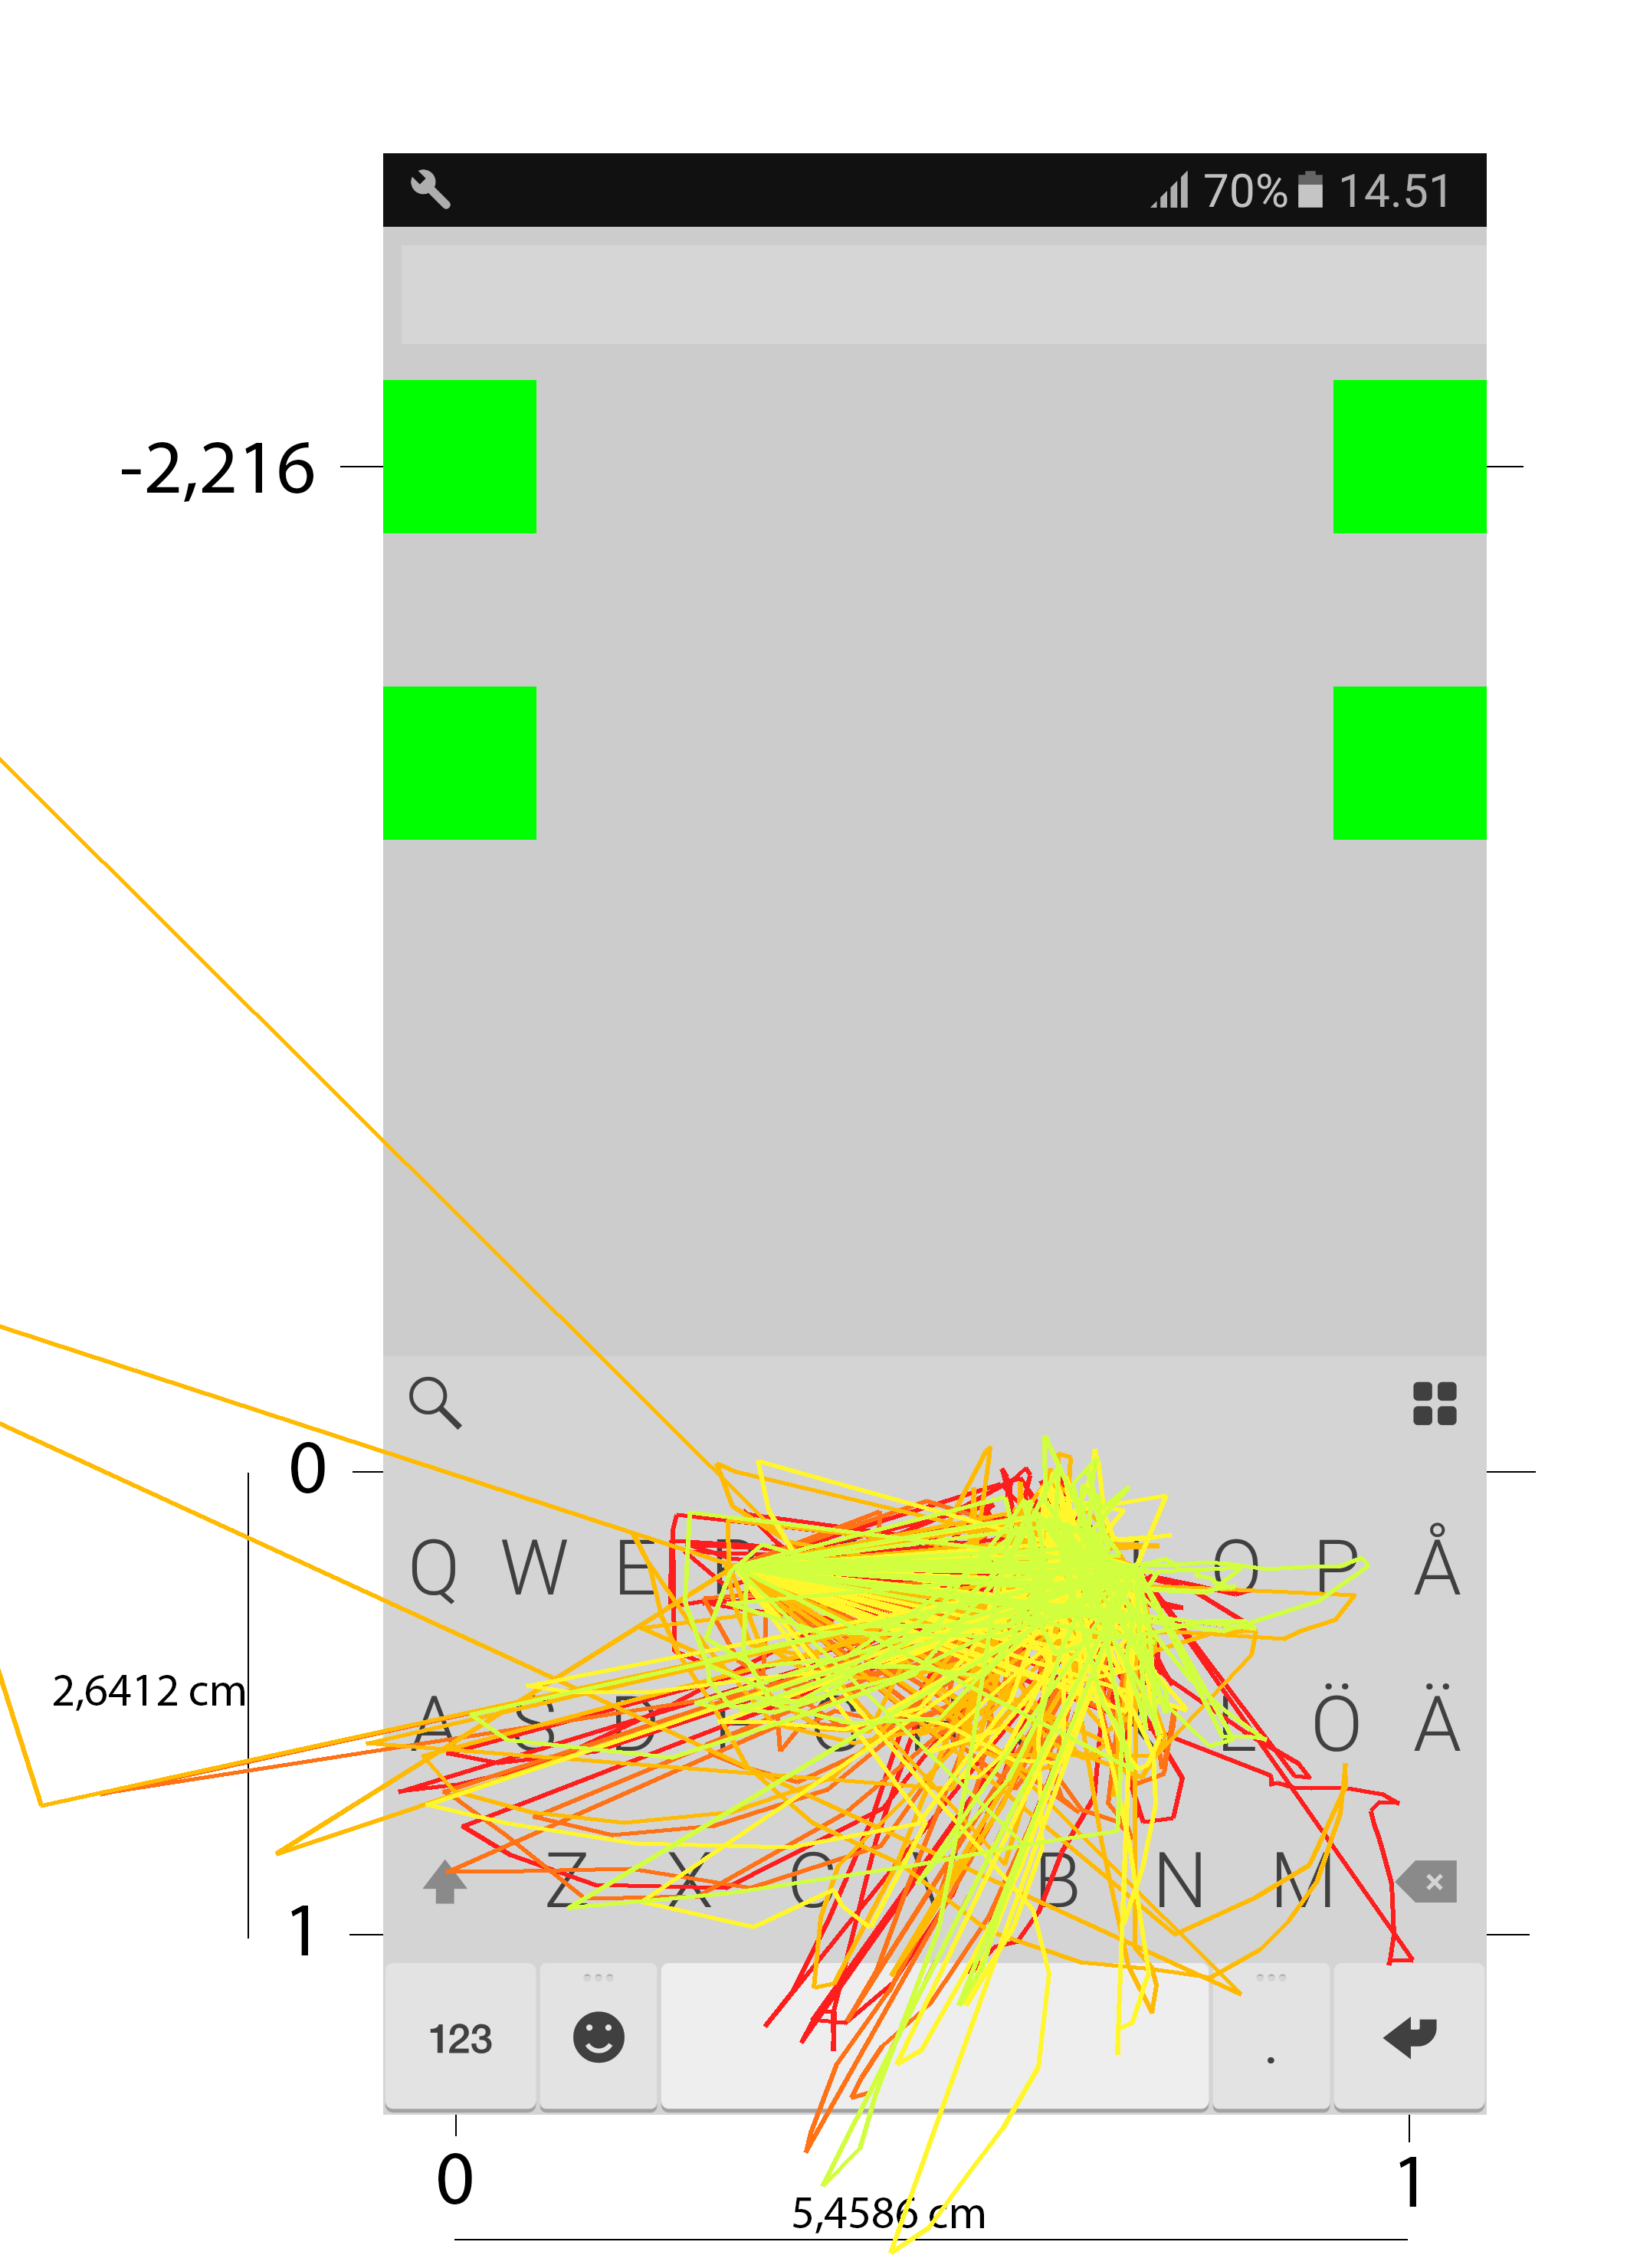 70% 14.51
-2,216
0
Q W E O P Å
2,6412 cm
A S D L Ö Ä
Z X B N M
1
123 .
0 1
5,4586 cm